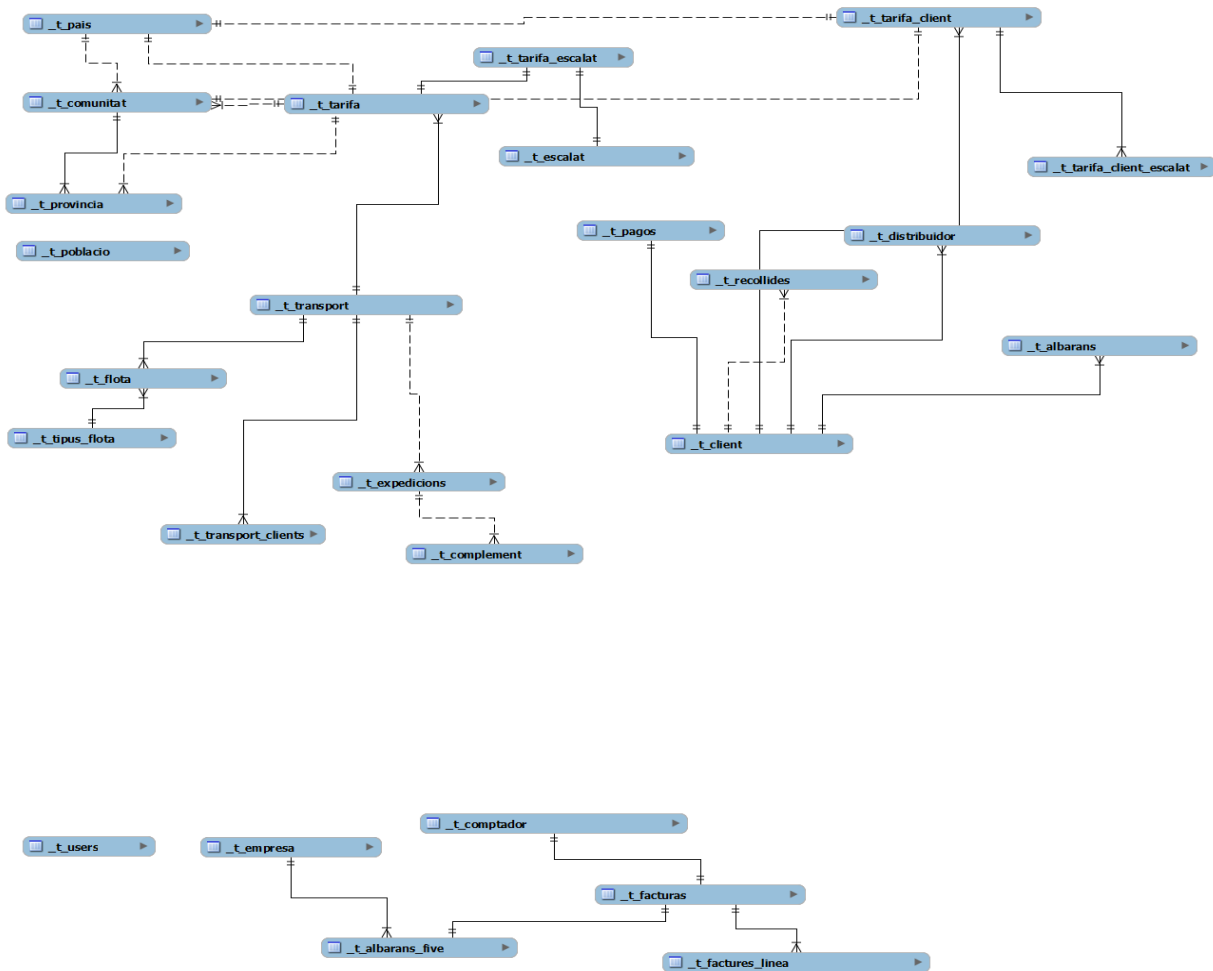 _t_pais
_t_tarifa_client
_t_tarifa_escalat
_t_comunitat
_t_tarifa
_t_escalat
_t_tarifa_client_escalat
_t_provincia
_t_pagos
_t_distribuidor
_t_poblacio
_t_recollides
_t_transport
_t_albarans
_t_flota
_t_tipus_flota
_t_client
_t_expedicions
_t_transport_clients
_t_complement
_t_comptador
_t_users
_t_empresa
_t_facturas
_t_albarans_five
_t_factures_linea